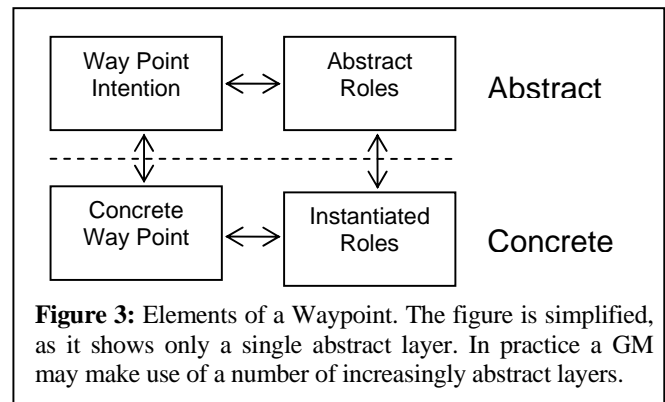 Way Point
Intention
Abstract
Roles
Abstract
Concrete
Way Point
Instantiated
Roles
Concrete
Figure 3: Elements of a Waypoint. The figure is simplified,
as it shows only a single abstract layer. In practice a GM
may make use of a number of increasingly abstract layers.